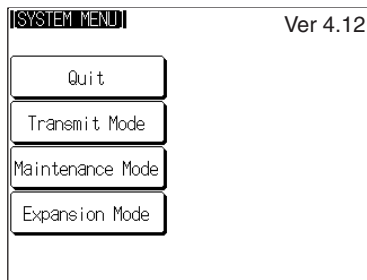 [SYSTEM MENU]
Ver 4.12
Quit
Transmit Mode
Maintenance Mode
Expansion Mode